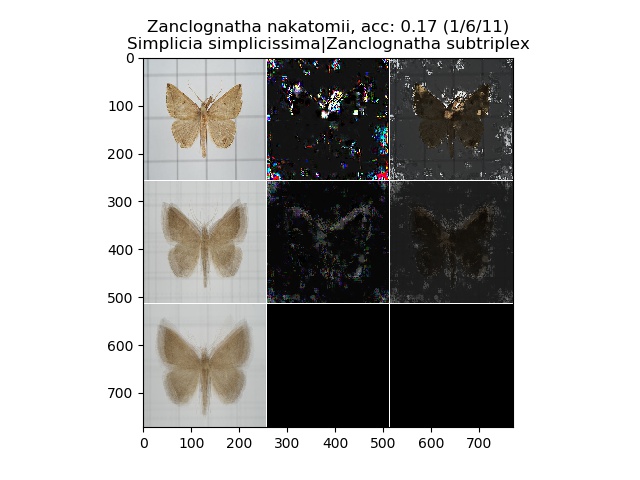 Zanclognatha nakatomii, acc: 0.17 (1/6/11)
Simplicia simplicissima|Zanclognatha subtriplex
0
100
200
300
400
500
600
700
0 100 200 300 400 500 600 700